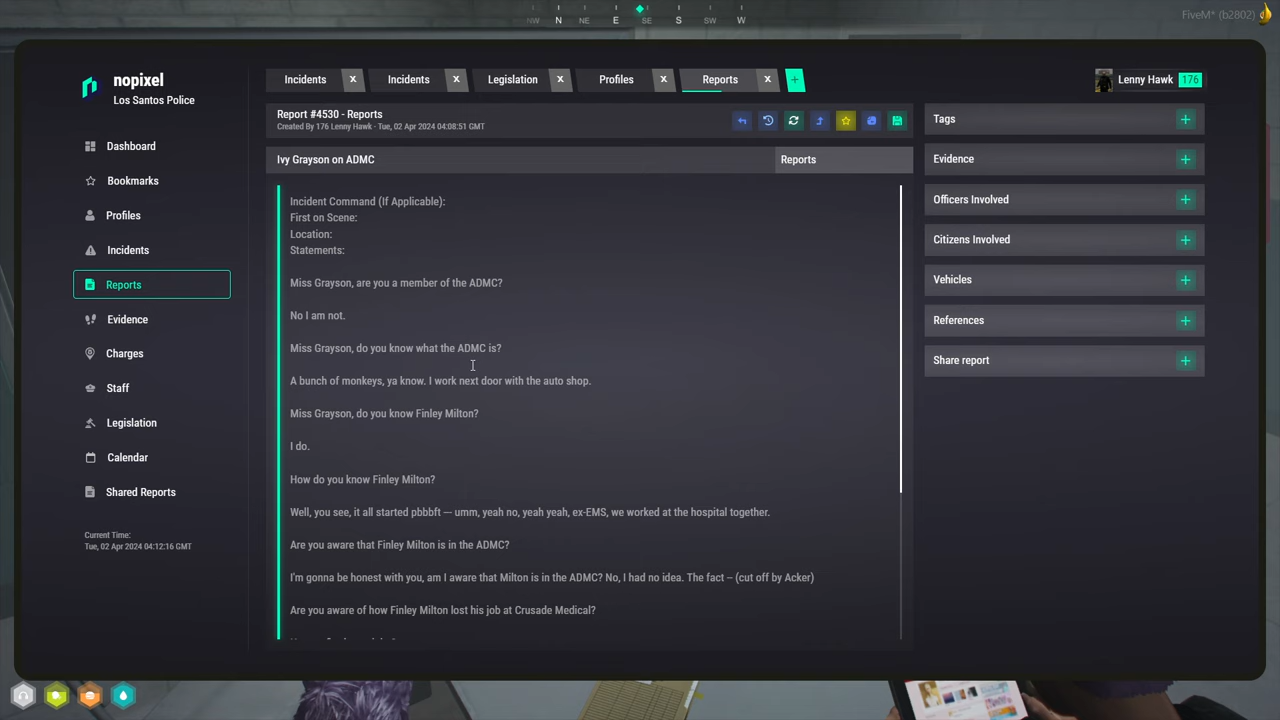 NW N NE E SE S SW W
FiveM* (b2802)
nopixel
Los Santos Police
Incidents x Incidents x Legislation x Profiles x Reports x +
Lenny Hawk 176
Report #4530 - Reports
Created By 176 Lenny Hawk - Tue, 02 Apr 2024 04:08:51 GMT
Ivy Grayson on ADMC
Reports
Dashboard
Bookmarks
Profiles
Incidents
Reports
Evidence
Charges
Staff
Legislation
Calendar
Shared Reports
Current Time:
Tue, 02 Apr 2024 04:12:16 GMT
Incident Command (If Applicable):
First on Scene:
Location:
Statements:
Miss Grayson, are you a member of the ADMC?
No I am not.
Miss Grayson, do you know what the ADMC is?
A bunch of monkeys, ya know. I work next door with the auto shop.
Miss Grayson, do you know Finley Milton?
I do.
How do you know Finley Milton?
Well, you see, it all started pbbbft --- umm, yeah no, yeah yeah, ex-EMS, we worked at the hospital together.
Are you aware that Finley Milton is in the ADMC?
I'm gonna be honest with you, am I aware that Milton is in the ADMC? No, I had no idea. The fact -- (cut off by Acker)
Are you aware of how Finley Milton lost his job at Crusade Medical?
Tags +
Evidence +
Officers Involved +
Citizens Involved +
Vehicles +
References +
Share report +